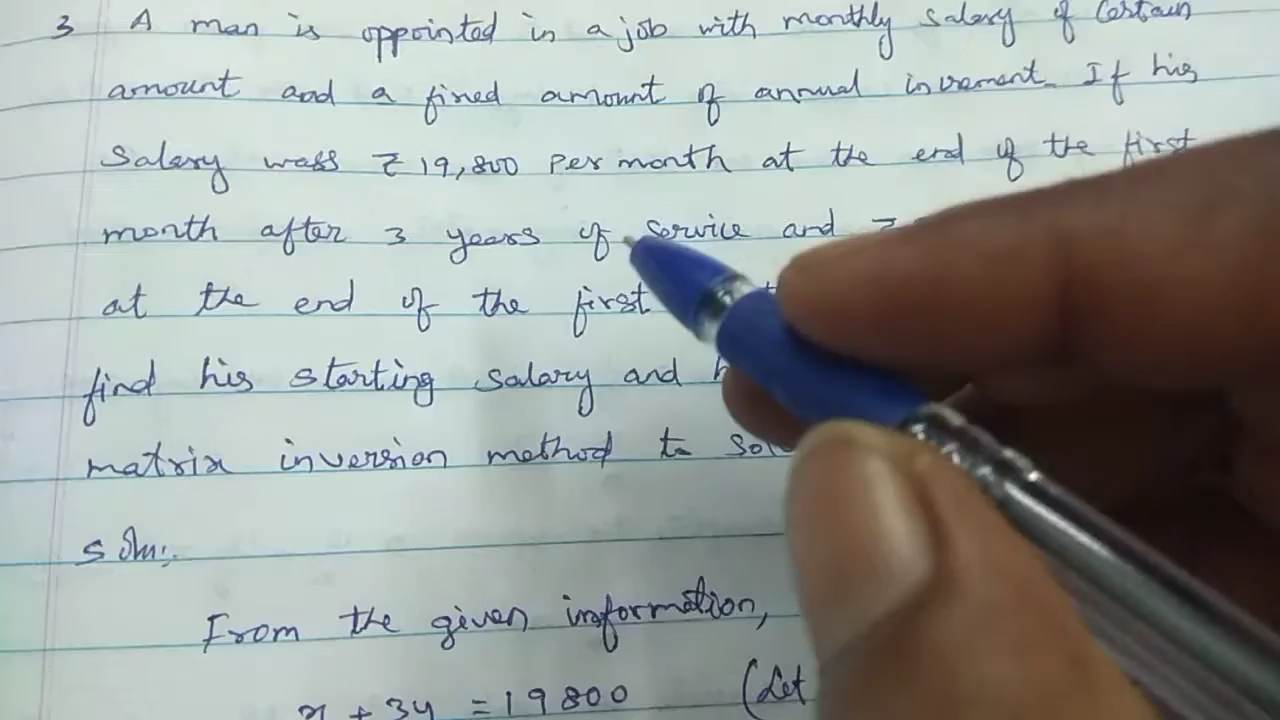 3 A man is oppointed in a job with monthly salary of Certain
amount and a fined amount of annual increment. If his
Salary wass ₹ 19,800 Per month at the end of the first
month after 3 years of service and ₹
at the end of the first
find his starting salary and
matrix inversion method to
soln:
From the given information,
x + 3y = 19800 (Let